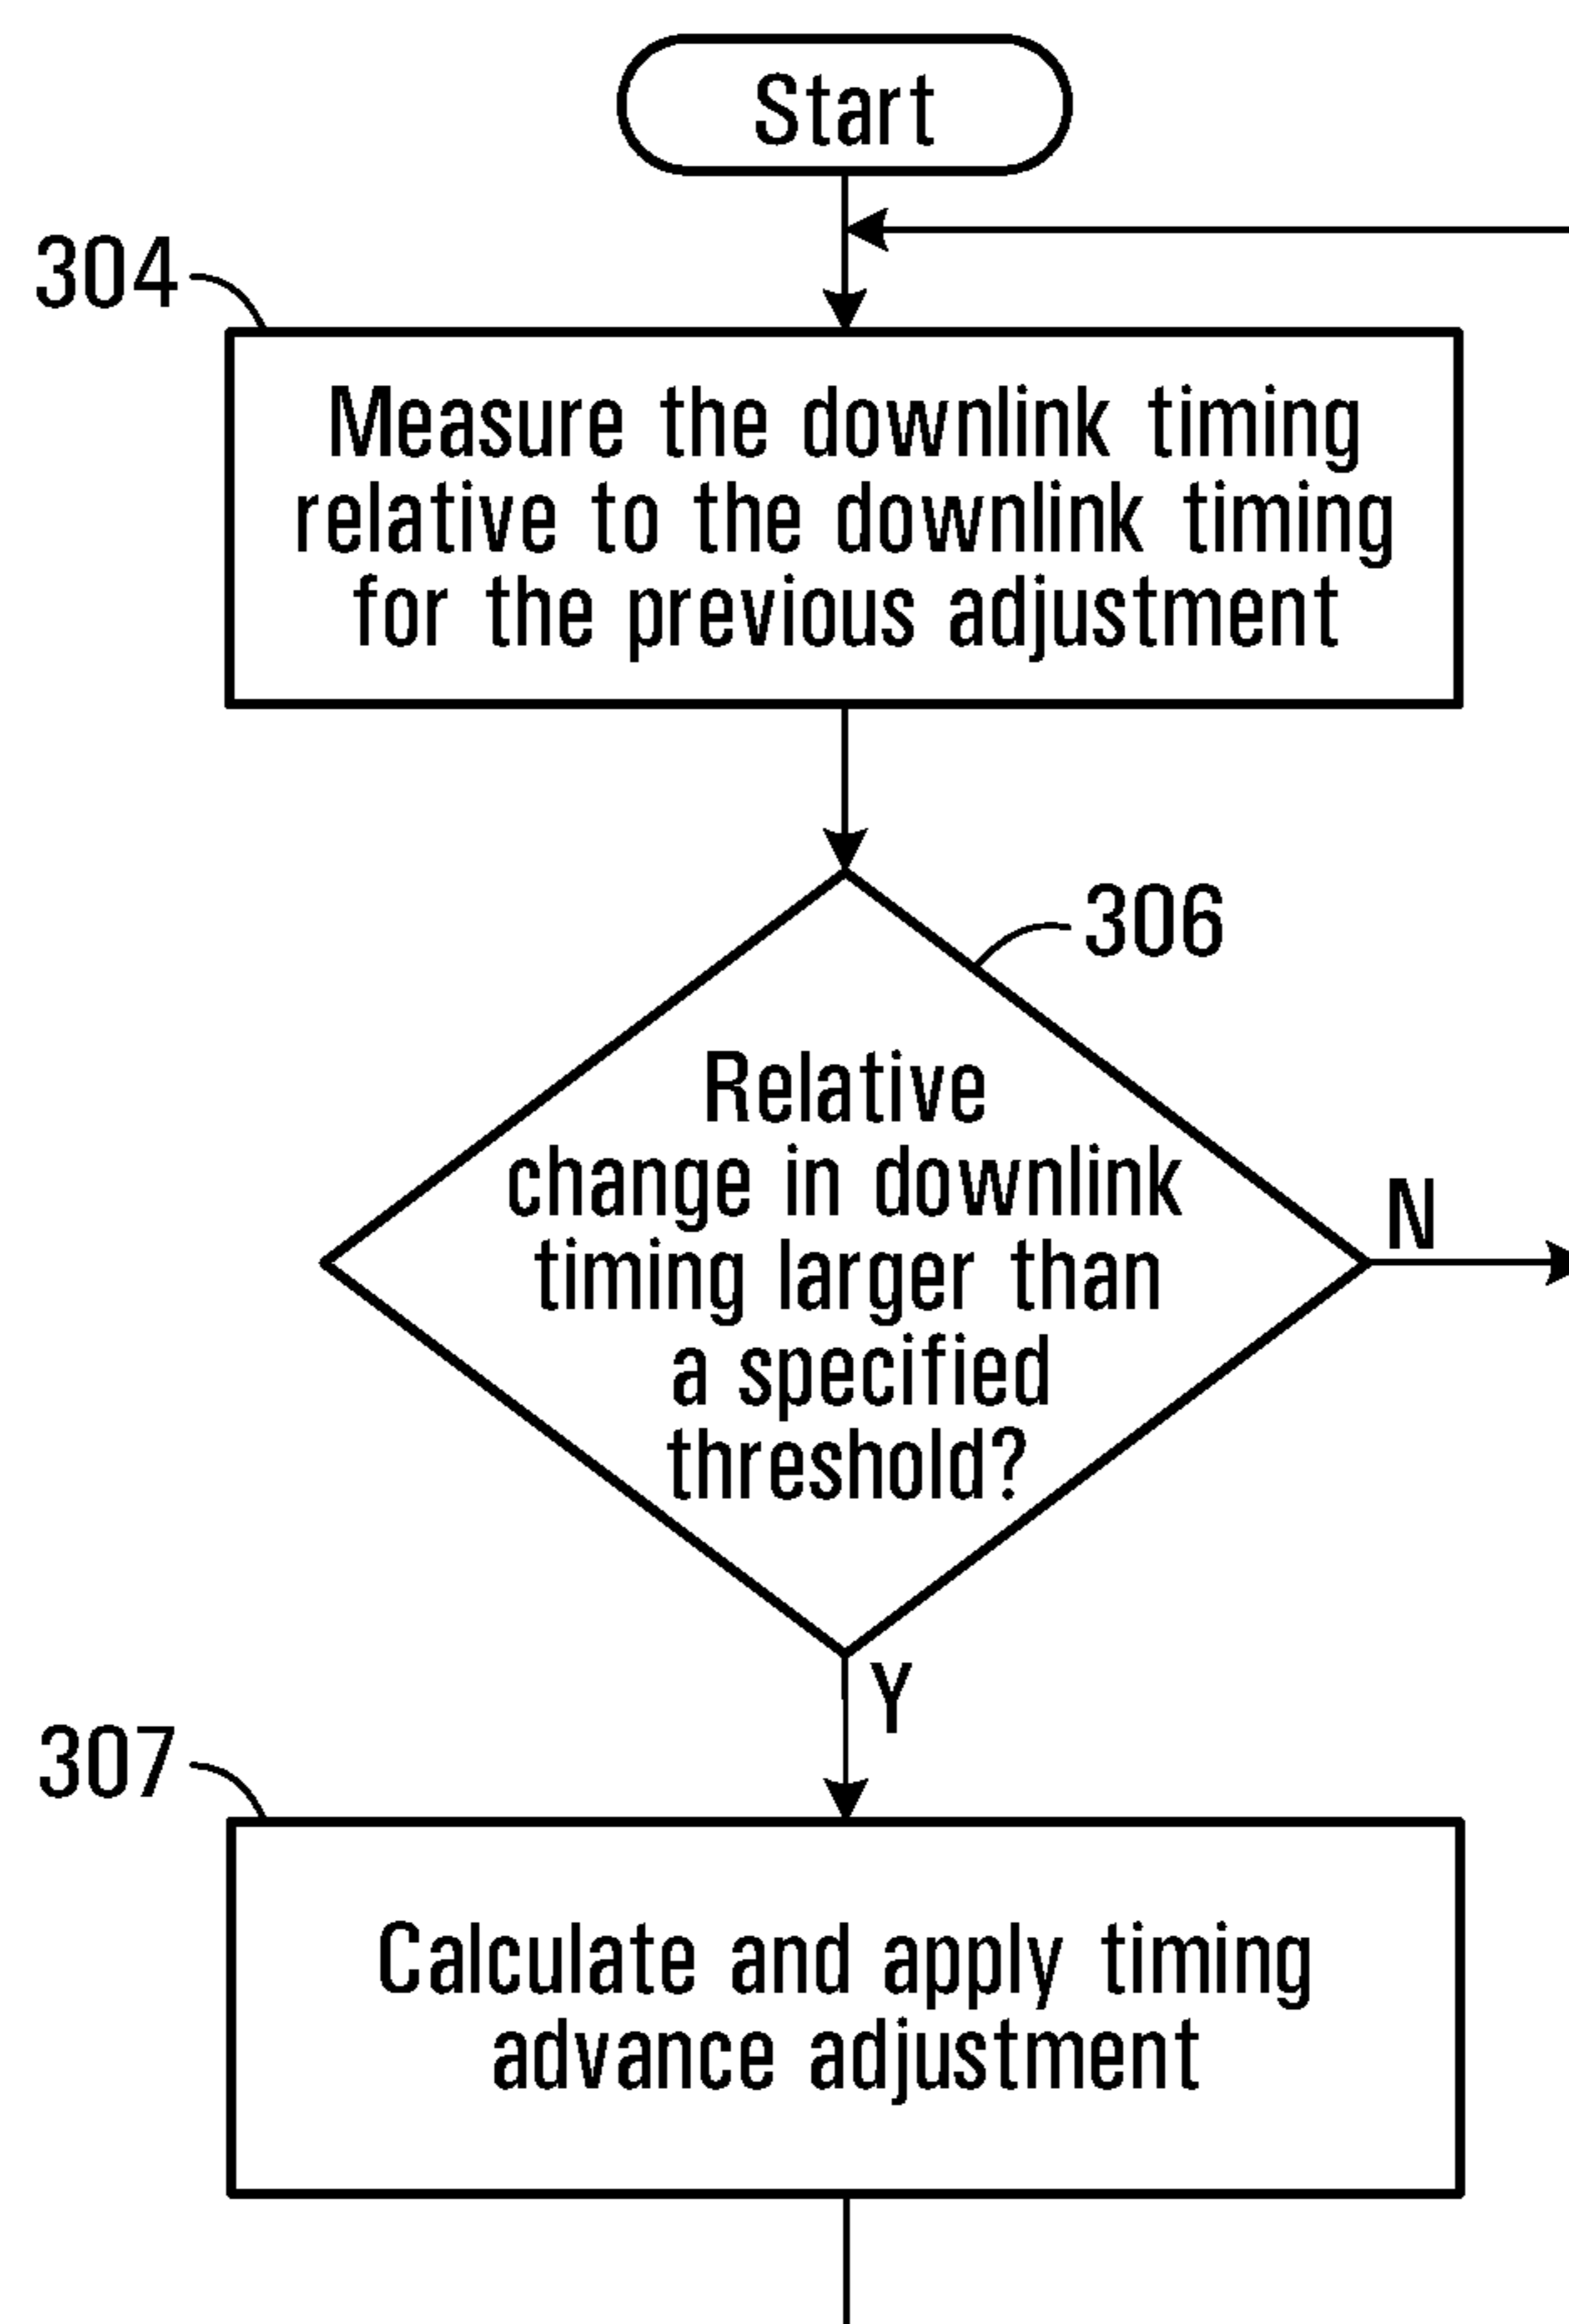 Start
304
Measure the downlink timing
relative to the downlink timing
for the previous adjustment
306
Relative
change in downlink
timing larger than
a specified
threshold?
N
Y
307
Calculate and apply timing
advance adjustment